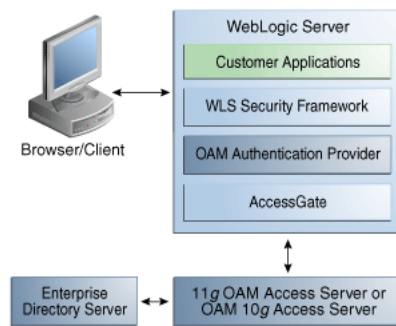 WebLogic Server
Customer Applications
WLS Security Framework
Browser/Client
OAM Authentication Provider
AccessGate
Enterprise
Directory Server
11g OAM Access Server or
OAM 10g Access Server